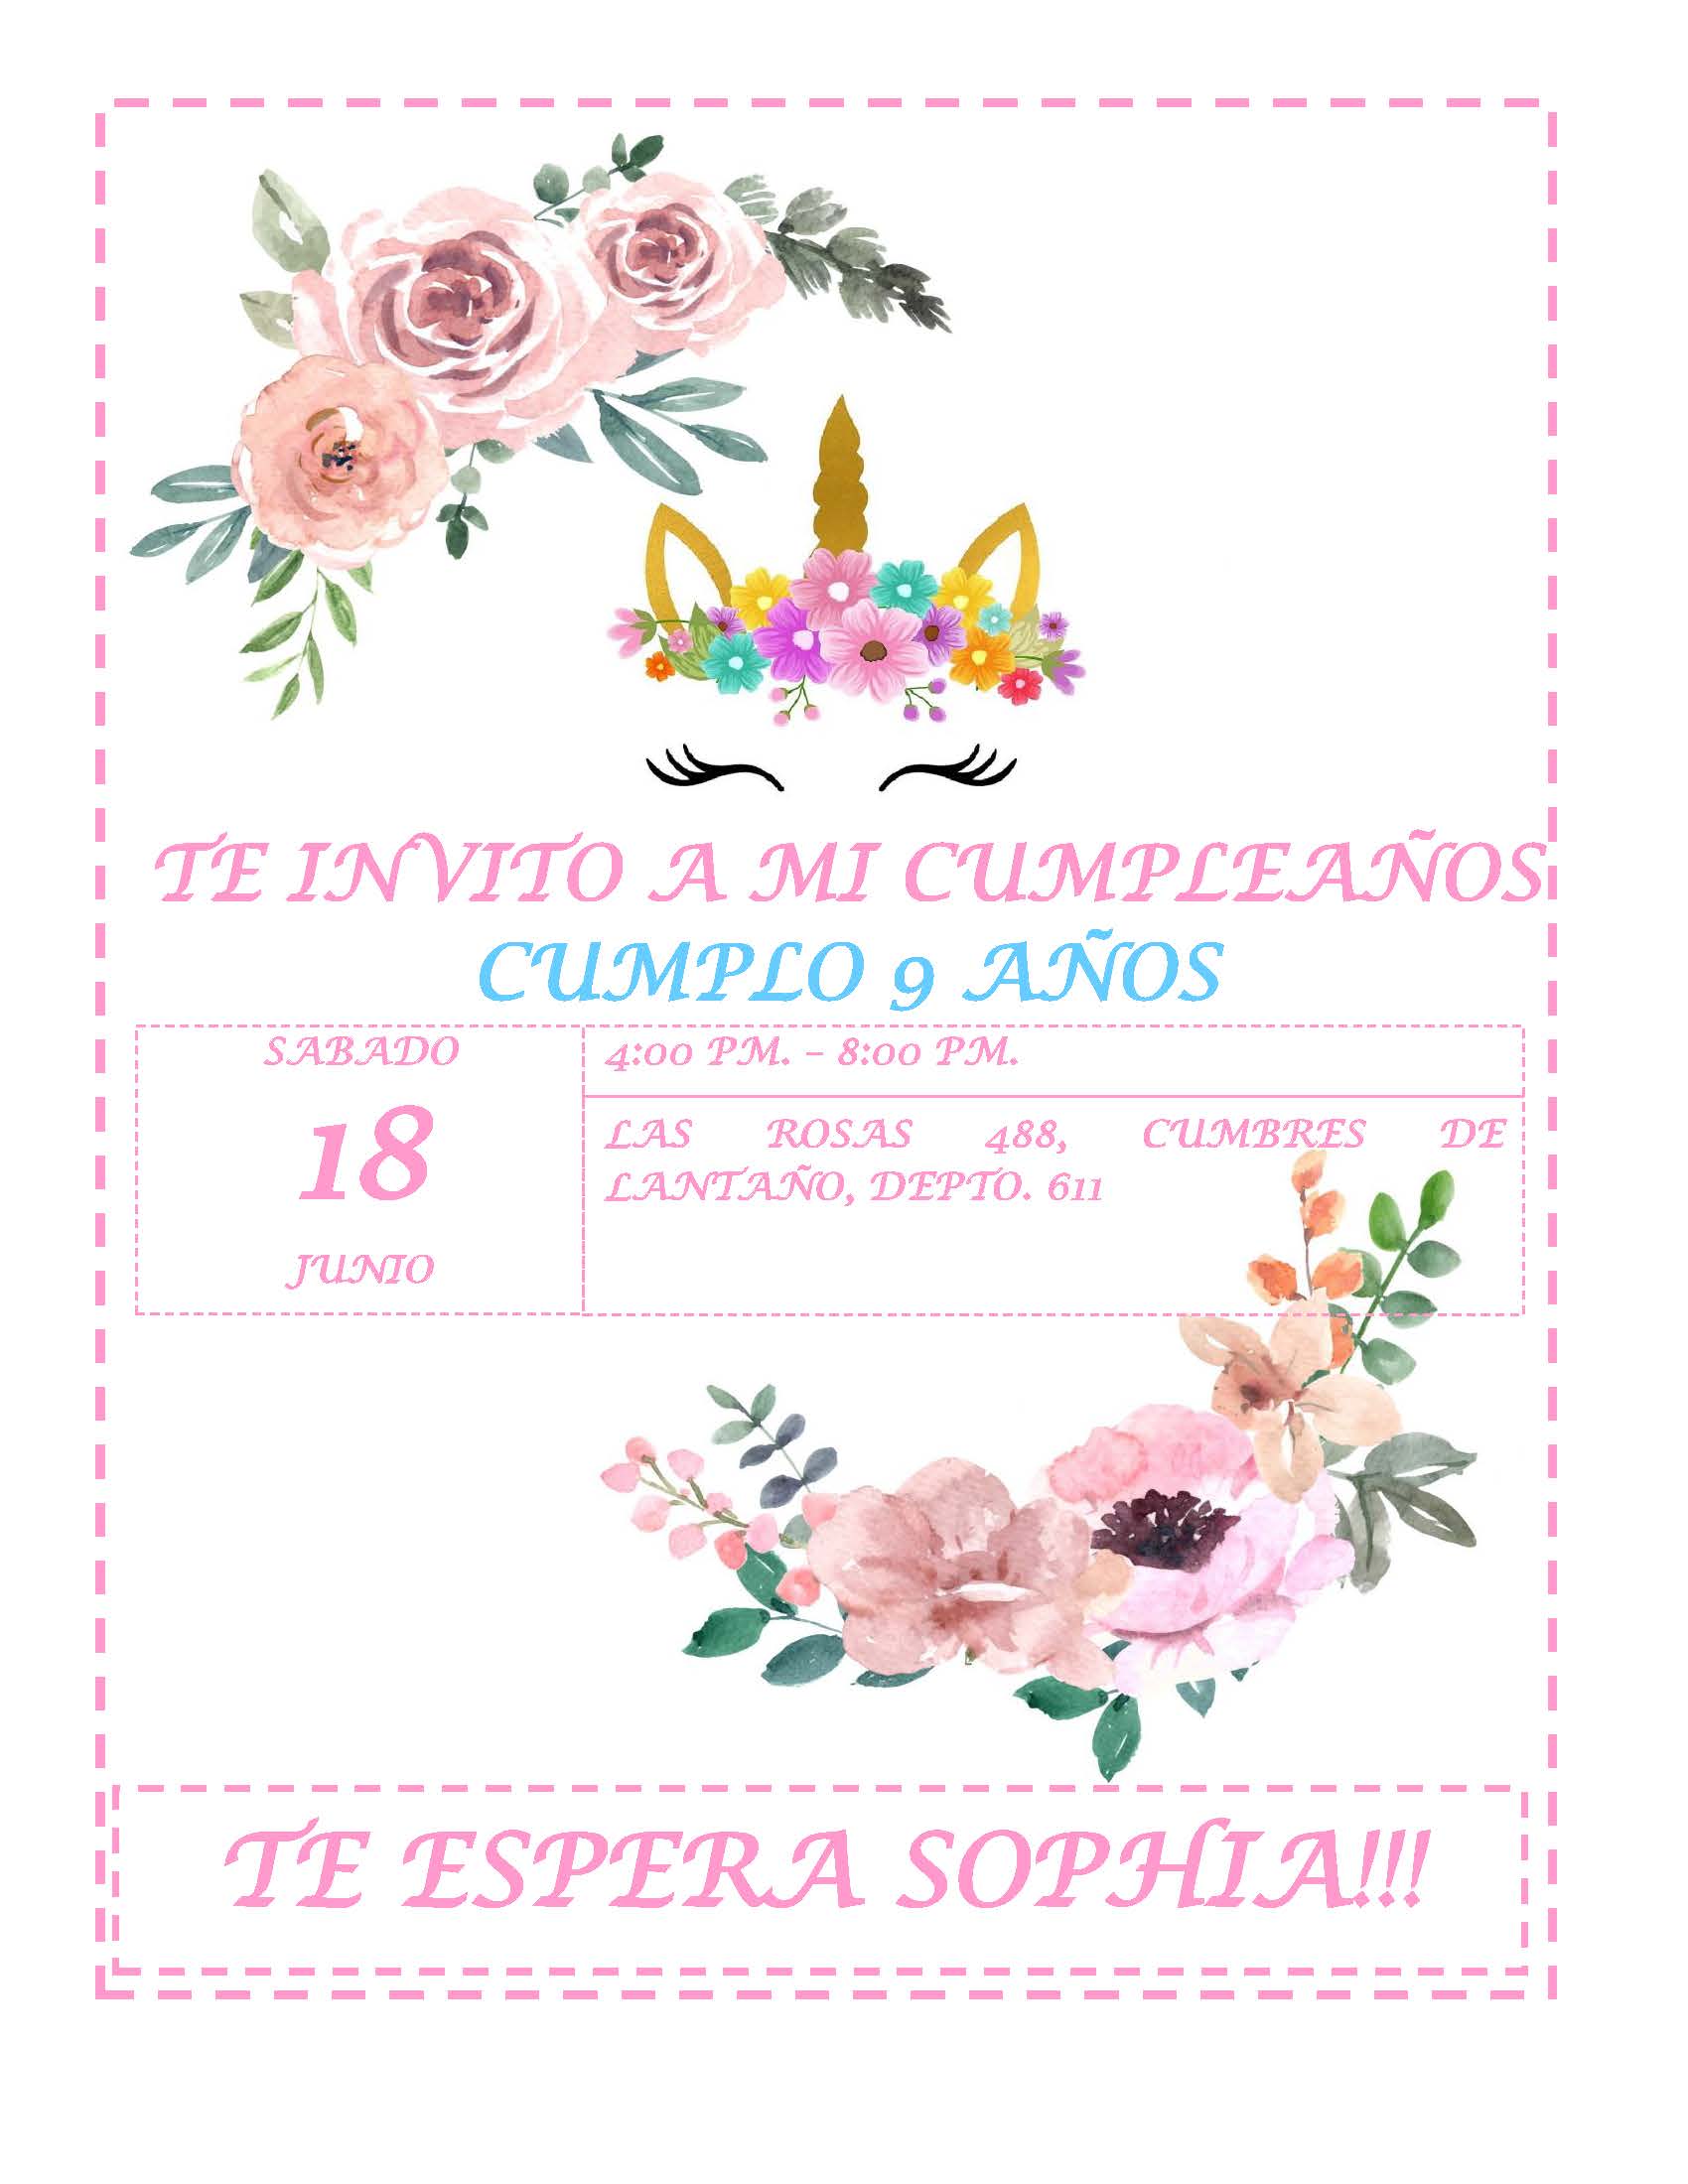 TE INVITO A MI CUMPLEAÑOS
CUMPLO 9 AÑOS
SABADO
18
JUNIO
4:00 PM. – 8:00 PM.
LAS ROSAS 488, CUMBRES DE
LANTAÑO, DEPTO. 611
TE ESPERA SOPHIA!!!